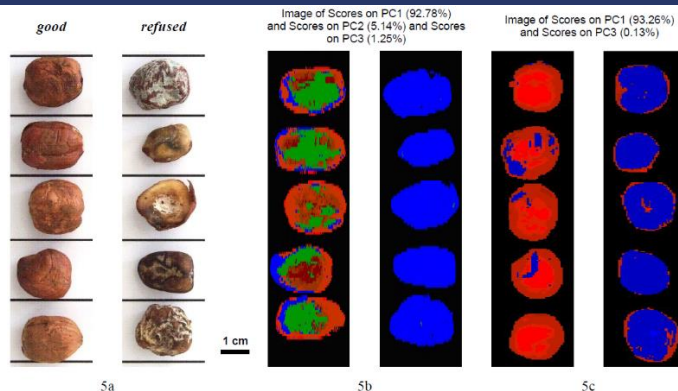 good refused
Image of Scores on PC1 (92.78%)
and Scores on PC2 (5.14%) and Scores
on PC3 (1.25%)
Image of Scores on PC1 (93.26%)
and Scores on PC3 (0.13%)
1 cm
5a 5b 5c